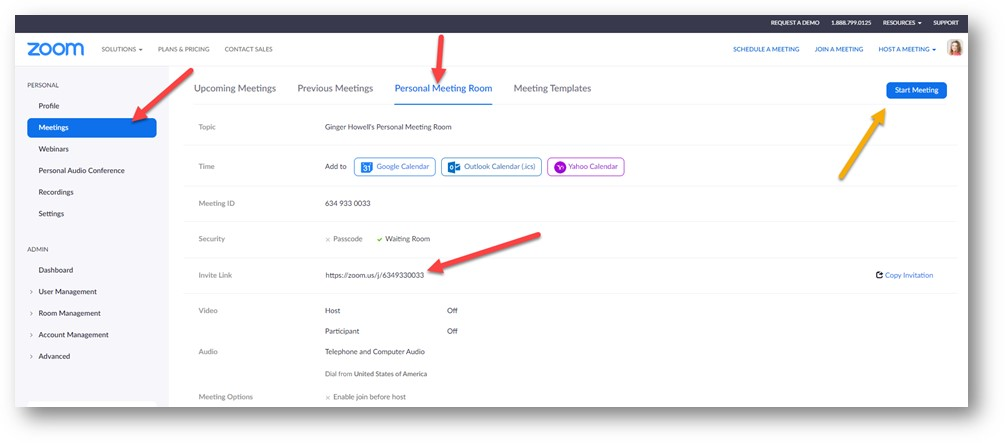 REQUEST A DEMO 1.888.799.0125 RESOURCES SUPPORT
zoom SOLUTIONS PLANS & PRICING CONTACT SALES SCHEDULE A MEETING JOIN A MEETING HOST A MEETING
PERSONAL
Profile
Meetings
Webinars
Personal Audio Conference
Recordings
Settings
ADMIN
Dashboard
User Management
Room Management
Account Management
Advanced
Upcoming Meetings Previous Meetings Personal Meeting Room Meeting Templates Start Meeting
Topic Ginger Howell's Personal Meeting Room
Time Add to 31 Google Calendar Outlook Calendar (.ics) Yahoo Calendar
Meeting ID 634 933 0033
Security × Passcode ✓ Waiting Room
Invite Link https://zoom.us/j/6349330033 Copy Invitation
Video Host Off
Participant Off
Audio Telephone and Computer Audio
Dial from United States of America
Meeting Options × Enable join before host